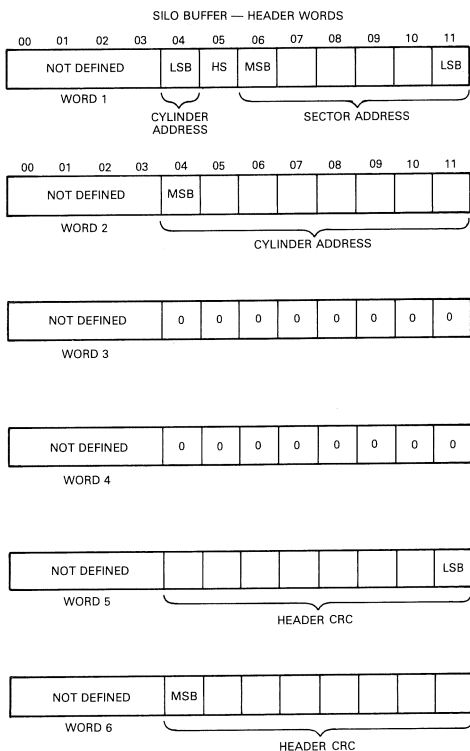 SILO BUFFER — HEADER WORDS
00 01 02 03 04 05 06 07 08 09 10 11
NOT DEFINED LSB HS MSB LSB
WORD 1
CYLINDER ADDRESS
SECTOR ADDRESS
00 01 02 03 04 05 06 07 08 09 10 11
NOT DEFINED MSB
WORD 2
CYLINDER ADDRESS
NOT DEFINED 0 0 0 0 0 0 0 0
WORD 3
NOT DEFINED 0 0 0 0 0 0 0 0
WORD 4
NOT DEFINED LSB
WORD 5
HEADER CRC
NOT DEFINED MSB
WORD 6
HEADER CRC